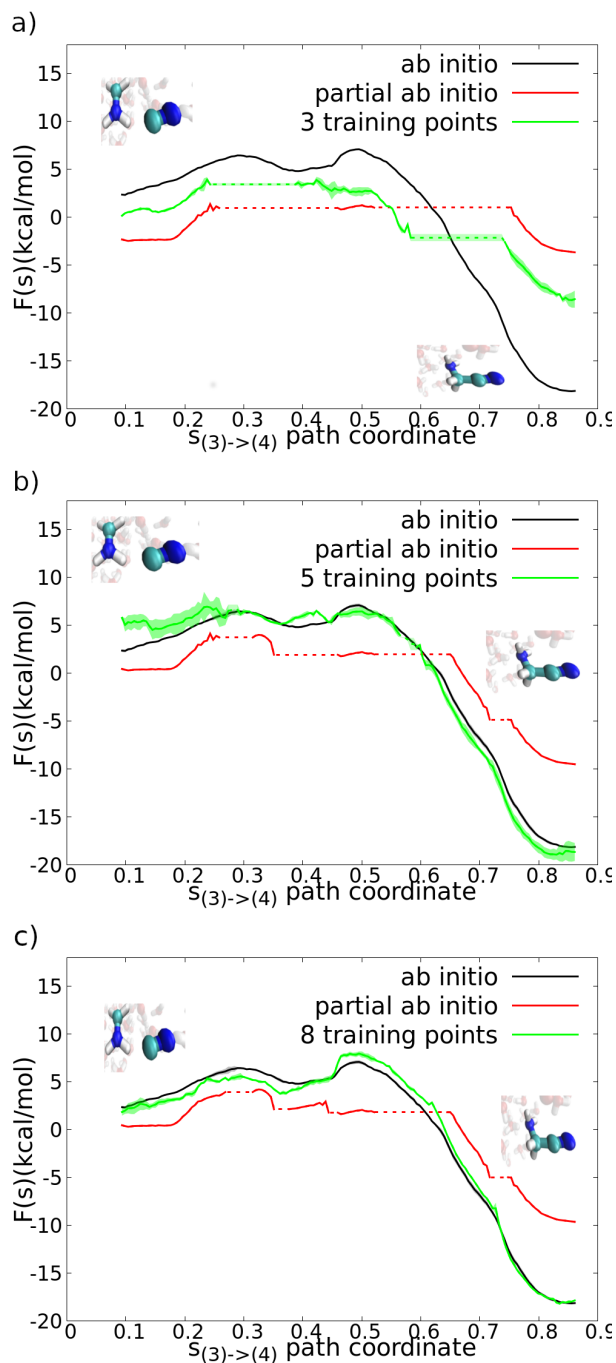 a)
ab initio
partial ab initio
3 training points
F(s)(kcal/mol)
15
10
5
0
-5
-10
-15
-20
0 0.1 0.2 0.3 0.4 0.5 0.6 0.7 0.8 0.9
s(3)->(4) path coordinate
b)
ab initio
partial ab initio
5 training points
F(s)(kcal/mol)
15
10
5
0
-5
-10
-15
-20
0 0.1 0.2 0.3 0.4 0.5 0.6 0.7 0.8 0.9
s(3)->(4) path coordinate
c)
ab initio
partial ab initio
8 training points
F(s)(kcal/mol)
15
10
5
0
-5
-10
-15
-20
0 0.1 0.2 0.3 0.4 0.5 0.6 0.7 0.8 0.9
s(3)->(4) path coordinate